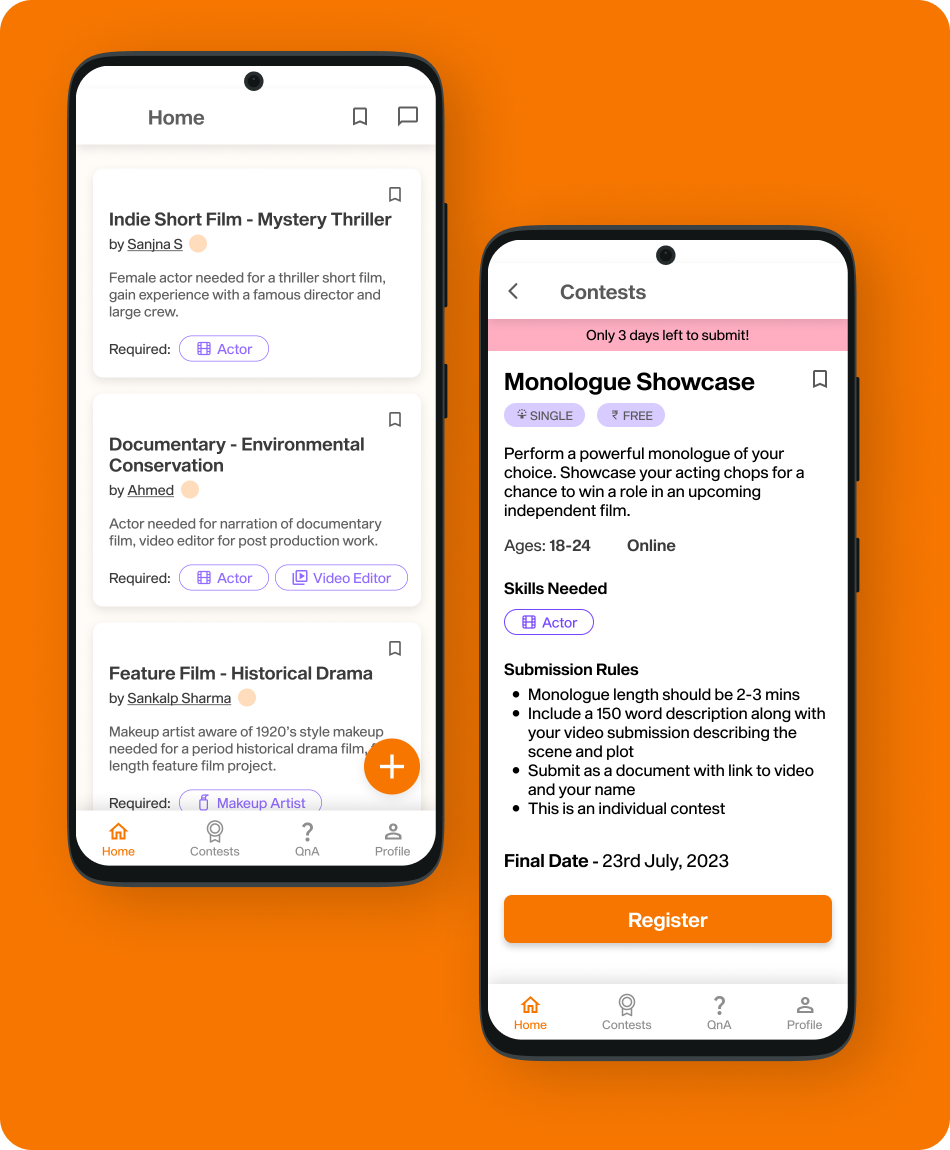 Home
Indie Short Film - Mystery Thriller
by Sanjna S
Female actor needed for a thriller short film,
gain experience with a famous director and
large crew.
Required: Actor
Documentary - Environmental
Conservation
by Ahmed
Actor needed for narration of documentary
film, video editor for post production work.
Required: Actor Video Editor
Feature Film - Historical Drama
by Sankalp Sharma
Makeup artist aware of 1920's style makeup
needed for a period historical drama film,
length feature film project.
Required: Makeup Artist
Home Contests QnA Profile
Contests
Only 3 days left to submit!
Monologue Showcase
SINGLE ₹ FREE
Perform a powerful monologue of your
choice. Showcase your acting chops for a
chance to win a role in an upcoming
independent film.
Ages: 18-24 Online
Skills Needed
Actor
Submission Rules
• Monologue length should be 2-3 mins
• Include a 150 word description along with
your video submission describing the
scene and plot
• Submit as a document with link to video
and your name
• This is an individual contest
Final Date - 23rd July, 2023
Register
Home Contests QnA Profile